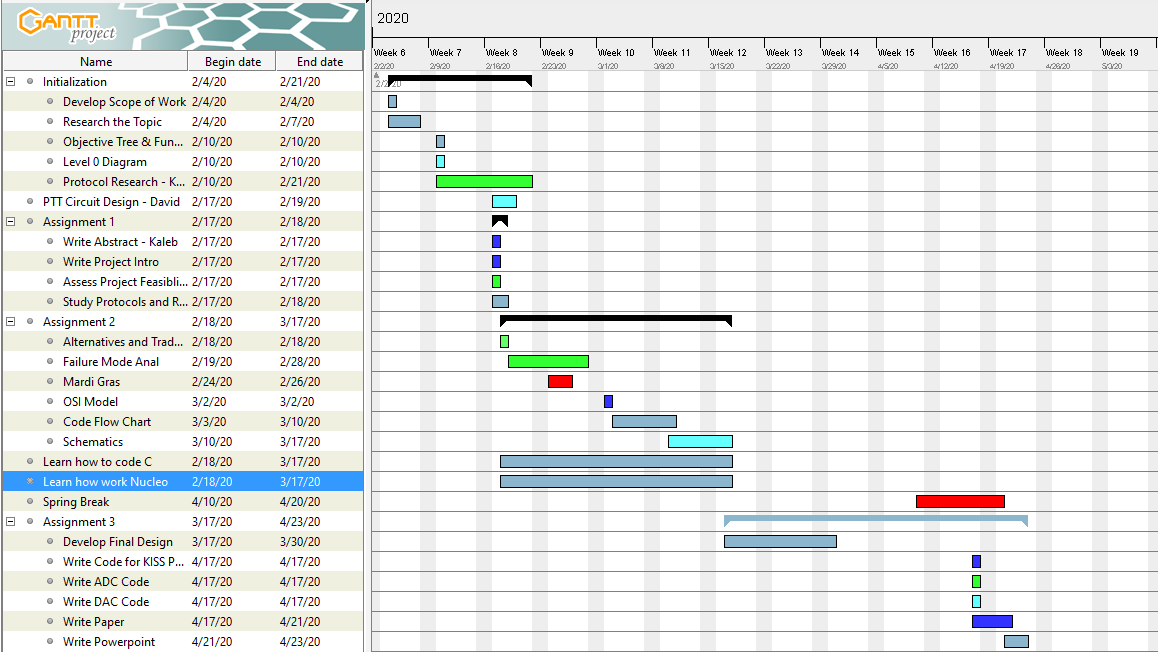 GANTT
project
2020
Name Begin date End date
Week 6 Week 7 Week 8 Week 9 Week 10 Week 11 Week 12 Week 13 Week 14 Week 15 Week 16 Week 17 Week 18 Week 19
2/2/20 2/9/20 2/16/20 2/23/20 3/1/20 3/8/20 3/15/20 3/22/20 3/29/20 4/5/20 4/12/20 4/19/20 4/26/20 5/3/20
Initialization 2/4/20 2/21/20
Develop Scope of Work 2/4/20 2/4/20
Research the Topic 2/4/20 2/7/20
Objective Tree & Fun... 2/10/20 2/10/20
Level 0 Diagram 2/10/20 2/10/20
Protocol Research - K... 2/10/20 2/21/20
PTT Circuit Design - David 2/17/20 2/19/20
Assignment 1 2/17/20 2/18/20
Write Abstract - Kaleb 2/17/20 2/17/20
Write Project Intro 2/17/20 2/17/20
Assess Project Feasibli... 2/17/20 2/17/20
Study Protocols and R... 2/17/20 2/18/20
Assignment 2 2/18/20 3/17/20
Alternatives and Trad... 2/18/20 2/18/20
Failure Mode Anal 2/19/20 2/28/20
Mardi Gras 2/24/20 2/26/20
OSI Model 3/2/20 3/2/20
Code Flow Chart 3/3/20 3/10/20
Schematics 3/10/20 3/17/20
Learn how to code C 2/18/20 3/17/20
Learn how work Nucleo 2/18/20 3/17/20
Spring Break 4/10/20 4/20/20
Assignment 3 3/17/20 4/23/20
Develop Final Design 3/17/20 3/30/20
Write Code for KISS P... 4/17/20 4/17/20
Write ADC Code 4/17/20 4/17/20
Write DAC Code 4/17/20 4/17/20
Write Paper 4/17/20 4/21/20
Write Powerpoint 4/21/20 4/23/20